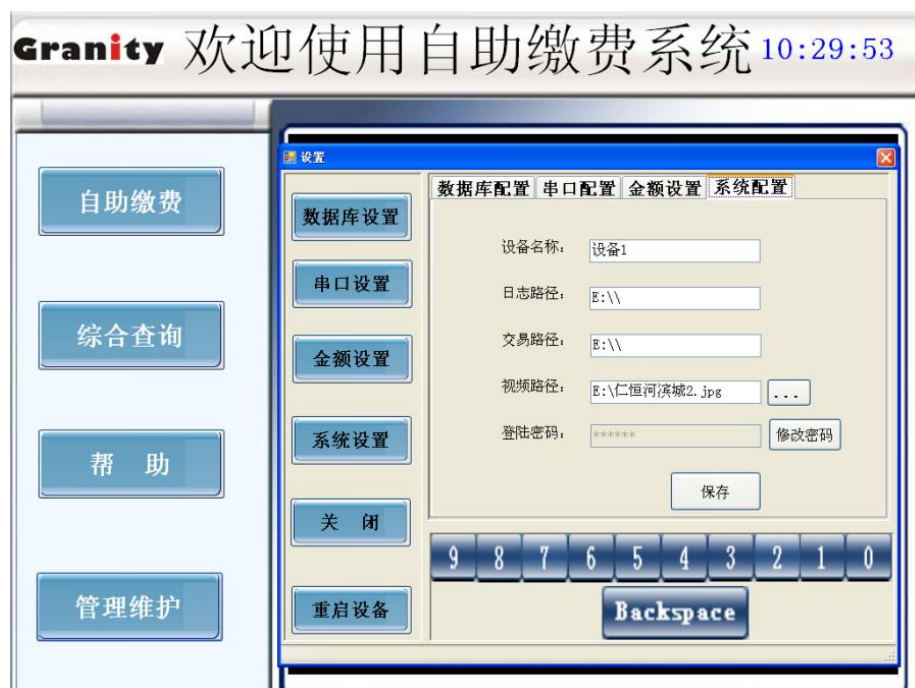 Granity 欢迎使用自助缴费系统 10:29:53
设置
自助缴费
综合查询
帮 助
管理维护
数据库设置
串口设置
金额设置
系统设置
关 闭
重启设备
数据库配置 串口配置 金额设置 系统配置
设备名称: 设备1
日志路径: E:\\
交易路径: E:\\
视频路径: E:\仁恒河滨城2.jpg ...
登陆密码: ****** 修改密码
保存
9 8 7 6 5 4 3 2 1 0
Backspace